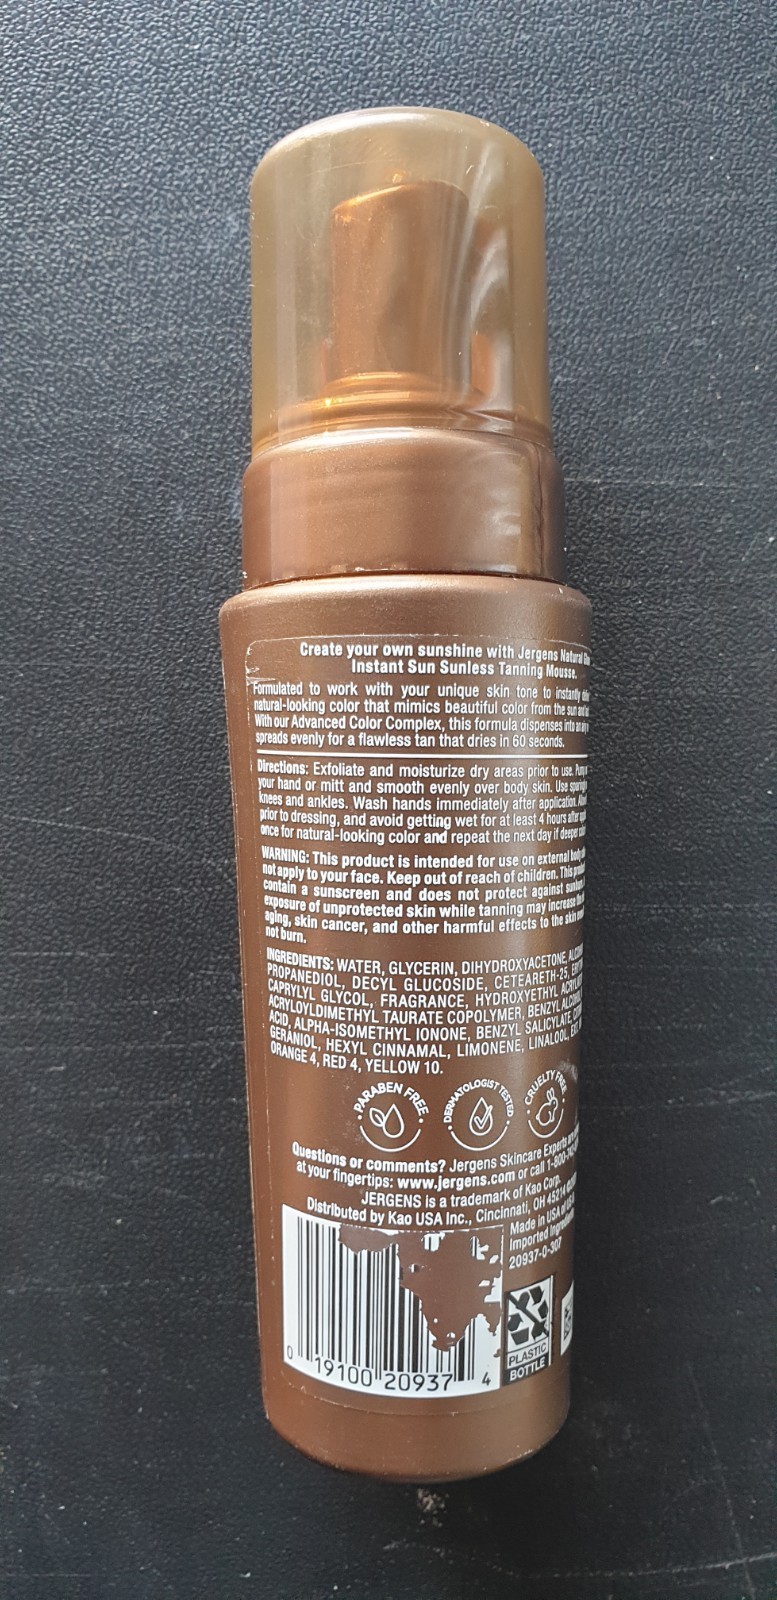 Create your own sunshine with Jergens Natural
Instant Sun Sunless Tanning Mousse.
Formulated to work with your unique skin tone to instantly
natural-looking color that mimics beautiful color from the sun and
With our Advanced Color Complex, this formula dispenses into an
spreads evenly for a flawless tan that dries in 60 seconds.
Directions: Exfoliate and moisturize dry areas prior to use. Pump
your hand or mitt and smooth evenly over body skin. Use
knees and ankles. Wash hands immediately after application.
prior to dressing, and avoid getting wet for at least 4 hours after
once for natural-looking color and repeat the next day if deeper
WARNING: This product is intended for use on external
not apply to your face. Keep out of reach of children. This
contain a sunscreen and does not protect against
exposure of unprotected skin while tanning may increase
aging, skin cancer, and other harmful effects to the skin
not burn.
INGREDIENTS: WATER, GLYCERIN, DIHYDROXYACETONE,
PROPANEDIOL, DECYL GLUCOSIDE, CETEARETH-25,
CAPRYLYL GLYCOL, FRAGRANCE, HYDROXYETHYL
ACRYLOYLDIMETHYL TAURATE COPOLYMER, BENZYL
ACID, ALPHA-ISOMETHYL IONONE, BENZYL SALICYLATE,
GERANIOL, HEXYL CINNAMAL, LIMONENE, LINALOOL, EXT.
ORANGE 4, RED 4, YELLOW 10.
• PARABEN FREE •
• DERMATOLOGIST TESTED •
• CRUELTY FREE
Questions or comments? Jergens Skincare Experts
at your fingertips: www.jergens.com or call
JERGENS is a trademark of Kao Corp.
Distributed by Kao USA Inc., Cincinnati, OH 45214
Made in USA
Imported
20937-0-307
0 19100 20937 4
PLASTIC
BOTTLE